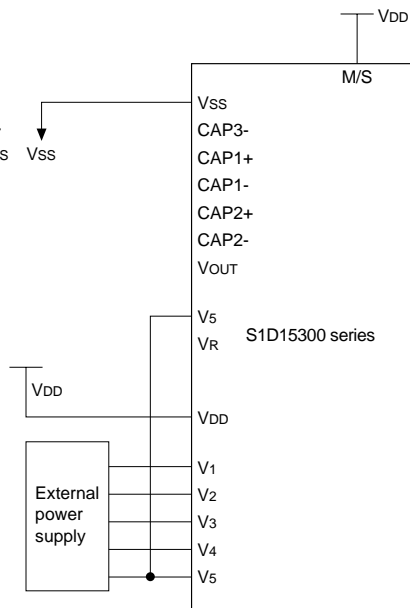 VDD
M/S
VSS
CAP3-
S VSS
CAP1+
CAP1-
CAP2+
CAP2-
VOUT
V5
VR
S1D15300 series
VDD
VDD
V1
External
power
supply
V2
V3
V4
V5